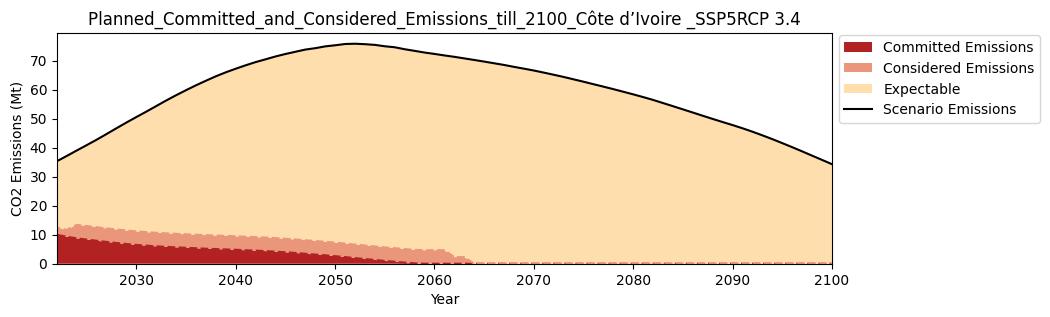 Planned_Committed_and_Considered_Emissions_till_2100_Côte d’Ivoire _SSP5RCP 3.4
CO2 Emissions (Mt)
70
60
50
40
30
20
10
0
2030 2040 2050 2060 2070 2080 2090 2100
Year
Committed Emissions
Considered Emissions
Expectable
Scenario Emissions